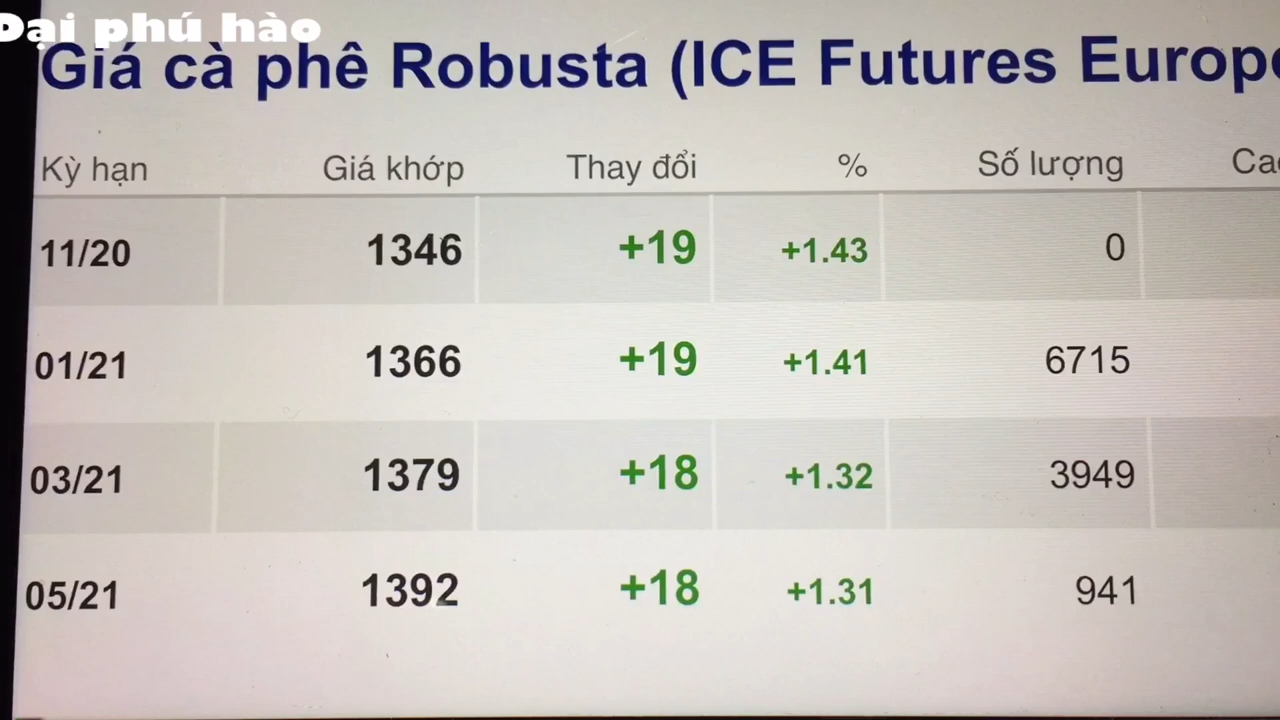 Đại phú hào
Giá cà phê Robusta (ICE Futures Europe
Kỳ hạn Giá khớp Thay đổi % Số lượng Cao
11/20 1346 +19 +1.43 0
01/21 1366 +19 +1.41 6715
03/21 1379 +18 +1.32 3949
05/21 1392 +18 +1.31 941